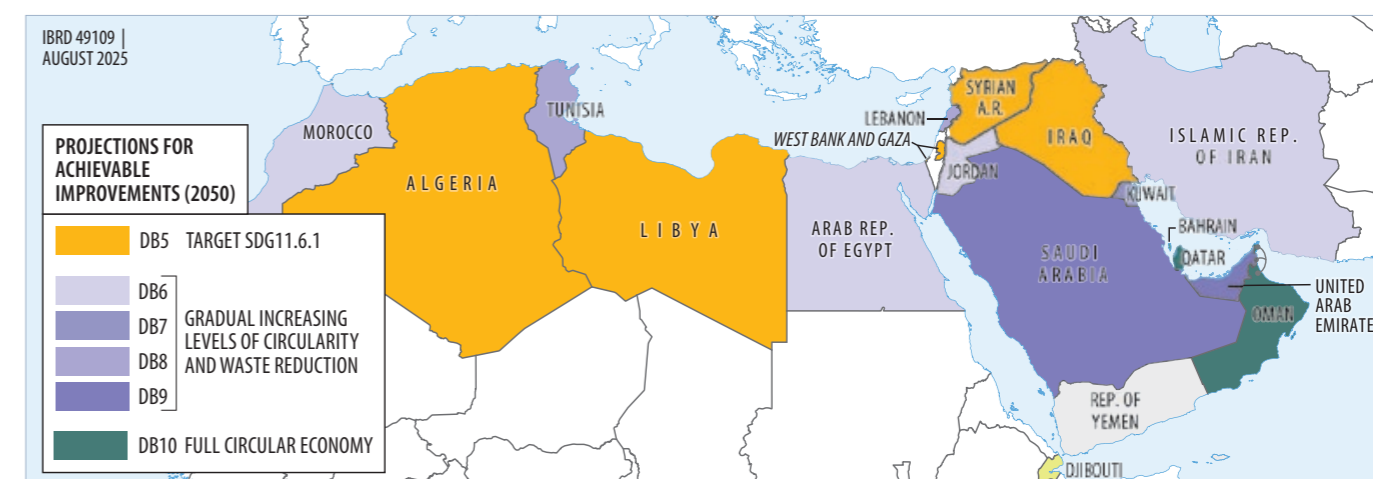 IBRD 49109 |
AUGUST 2025
PROJECTIONS FOR
ACHIEVABLE
IMPROVEMENTS (2050)
DB5 TARGET SDG11.6.1
DB6
DB7
DB8
DB9
GRADUAL INCREASING
LEVELS OF CIRCULARITY
AND WASTE REDUCTION
DB10 FULL CIRCULAR ECONOMY
MOROCCO
ALGERIA
TUNISIA
LIBYA
ARAB REP.
OF EGYPT
WEST BANK AND GAZA
LEBANON
SYRIAN
A.R.
JORDAN
IRAQ
ISLAMIC REP.
OF IRAN
KUWAIT
BAHRAIN
QATAR
SAUDI
ARABIA
UNITED
ARAB
EMIRATE
OMAN
REP. OF
YEMEN
DJIBOUTI